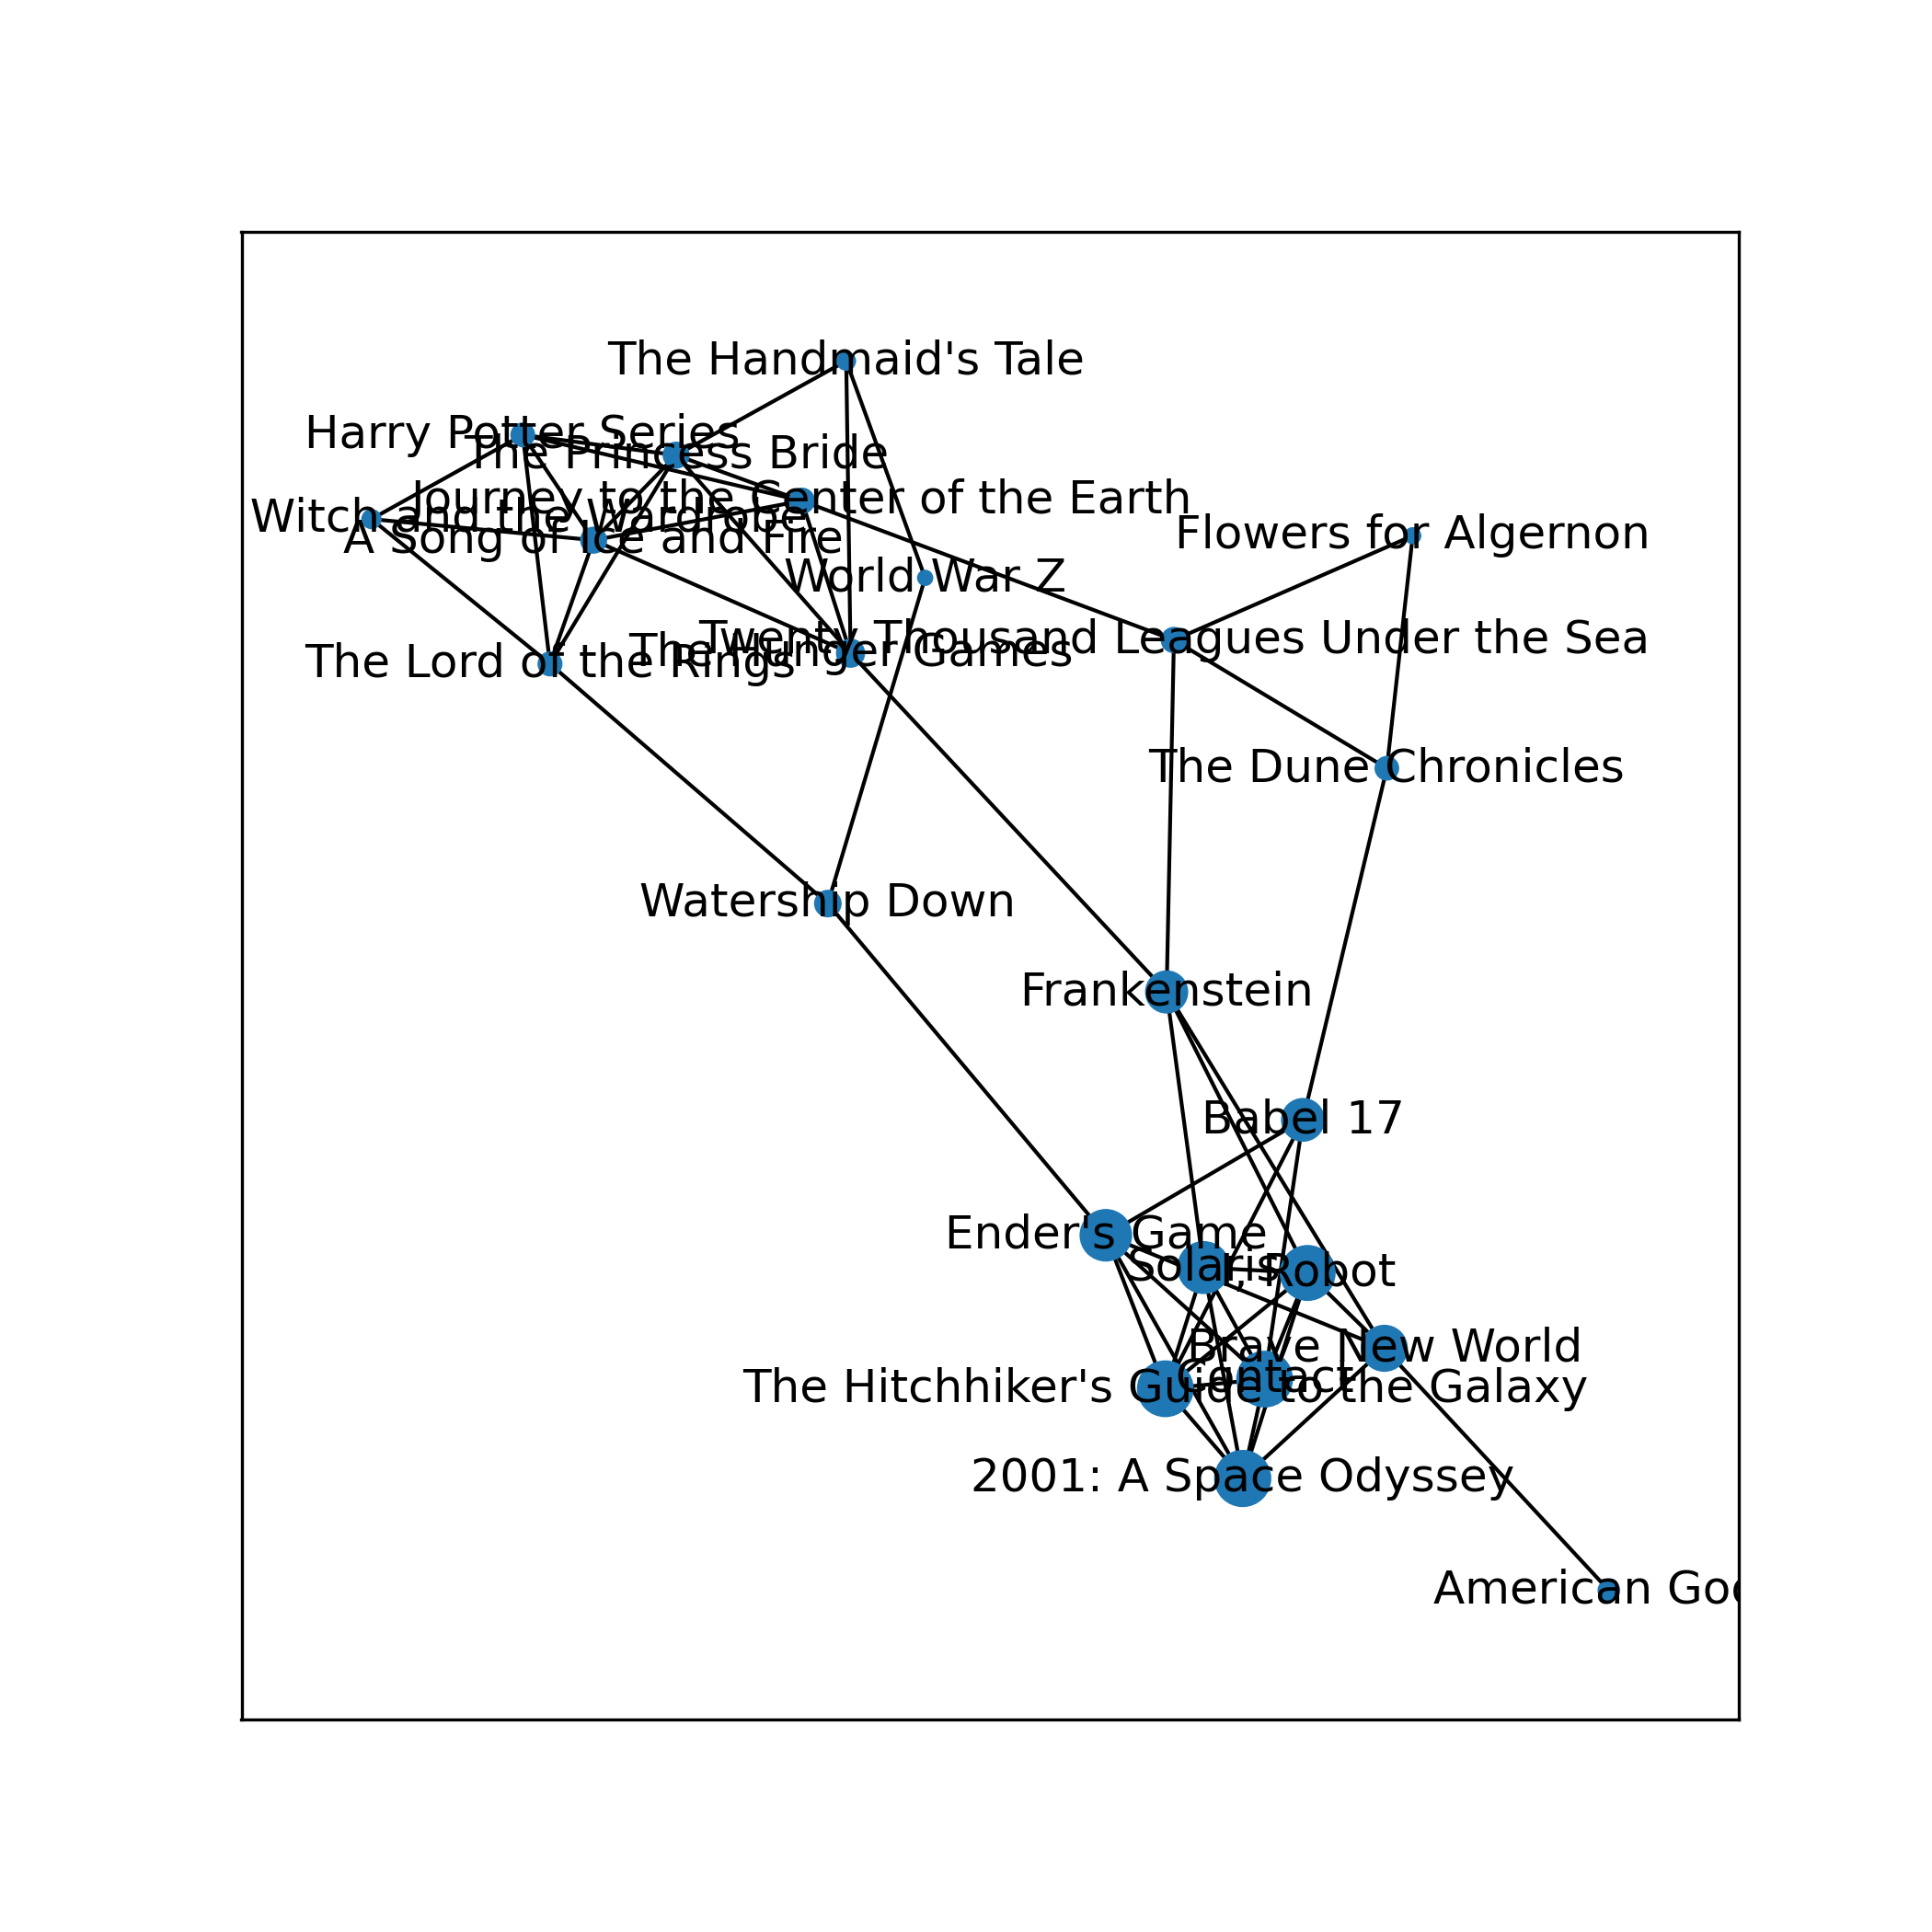 The Handmaid's Tale
Harry Potter Series
The Princess Bride
Journey to the Center of the Earth
Witch and the Wardrobe
A Song of Ice and Fire
Flowers for Algernon
World War Z
Twenty Thousand Leagues Under the Sea
The Hunger Games
The Lord of the Rings
The Dune Chronicles
Watership Down
Frankenstein
Babel 17
Ender's Game
Solaris
I, Robot
Brave New World
Contact
The Hitchhiker's Guide to the Galaxy
2001: A Space Odyssey
American Go